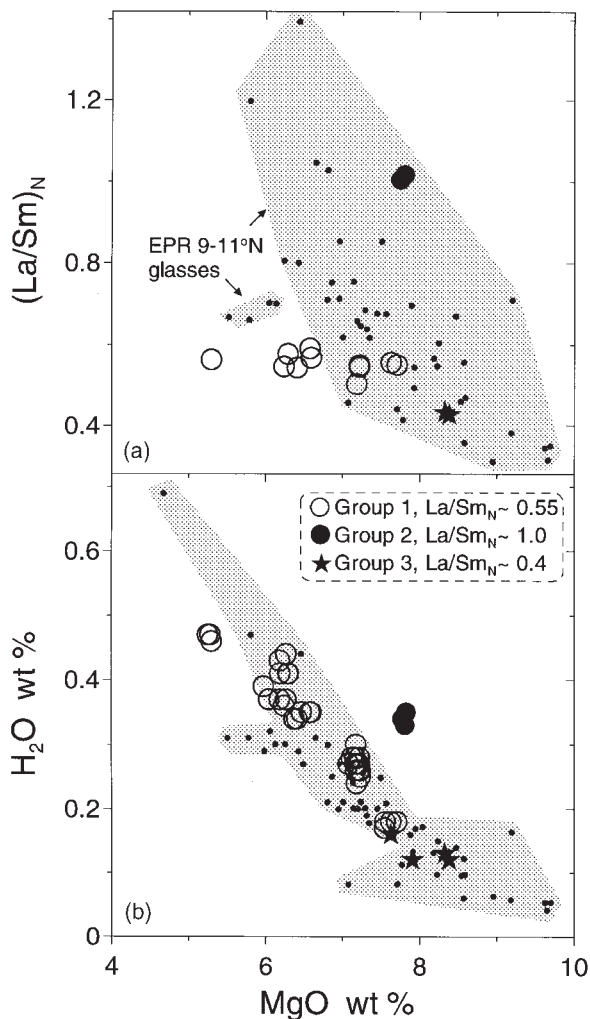 1.2
0.8
0.4
(La/Sm)N
EPR 9-11°N
glasses
(a)
Group 1, La/SmN~ 0.55
Group 2, La/SmN~ 1.0
Group 3, La/SmN~ 0.4
0.6
0.4
0.2
0
H2O wt %
(b)
4 6 8 10
MgO wt %